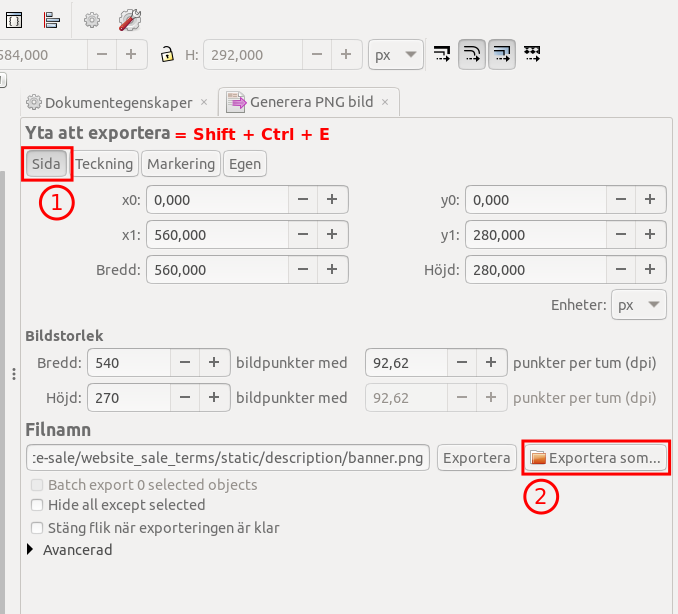 584,000 − + H: 292,000 − + px
Dokumentegenskaper × Generera PNG bild ×
Yta att exportera = Shift + Ctrl + E
Sida Teckning Markering Egen
1
x0: 0,000 − + y0: 0,000 − +
x1: 560,000 − + y1: 280,000 − +
Bredd: 560,000 − + Höjd: 280,000 − +
Enheter: px
Bildstorlek
Bredd: 540 − + bildpunkter med 92,62 − + punkter per tum (dpi)
Höjd: 270 − + bildpunkter med 92,62 − + punkter per tum (dpi)
Filnamn
:e-sale/website_sale_terms/static/description/banner.png Exportera Exportera som...
2
Batch export 0 selected objects
Hide all except selected
Stäng flik när exporteringen är klar
Avancerad